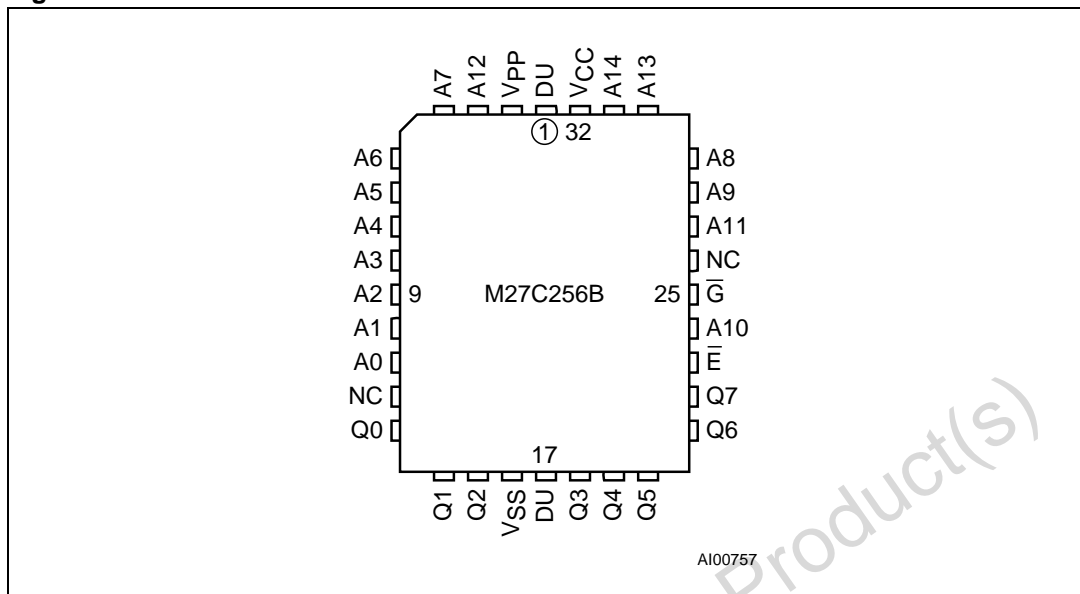 A7
A12
VPP
DU
VCC
A14
A13
1 32
A6
A5
A4
A3
A2
A1
A0
NC
Q0
9
M27C256B
25
A8
A9
A11
NC
G̅
A10
E̅
Q7
Q6
17
Q1
Q2
VSS
DU
Q3
Q4
Q5
AI00757
Product(s)